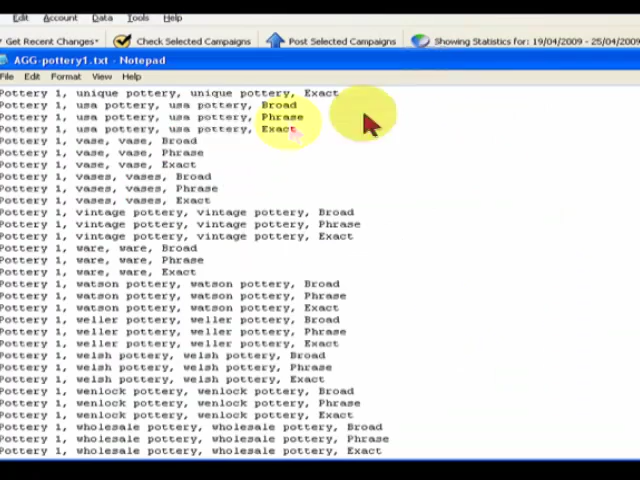 Edit Account Data Tools Help
Get Recent Changes Check Selected Campaigns Post Selected Campaigns Showing Statistics for: 19/04/2009 - 25/04/2009
AGG-pottery1.txt - Notepad
File Edit Format View Help
Pottery 1, unique pottery, unique pottery, Exact
Pottery 1, usa pottery, usa pottery, Broad
Pottery 1, usa pottery, usa pottery, Phrase
Pottery 1, usa pottery, usa pottery, Exact
Pottery 1, vase, vase, Broad
Pottery 1, vase, vase, Phrase
Pottery 1, vase, vase, Exact
Pottery 1, vases, vases, Broad
Pottery 1, vases, vases, Phrase
Pottery 1, vases, vases, Exact
Pottery 1, vintage pottery, vintage pottery, Broad
Pottery 1, vintage pottery, vintage pottery, Phrase
Pottery 1, vintage pottery, vintage pottery, Exact
Pottery 1, ware, ware, Broad
Pottery 1, ware, ware, Phrase
Pottery 1, ware, ware, Exact
Pottery 1, watson pottery, watson pottery, Broad
Pottery 1, watson pottery, watson pottery, Phrase
Pottery 1, watson pottery, watson pottery, Exact
Pottery 1, weller pottery, weller pottery, Broad
Pottery 1, weller pottery, weller pottery, Phrase
Pottery 1, weller pottery, weller pottery, Exact
Pottery 1, welsh pottery, welsh pottery, Broad
Pottery 1, welsh pottery, welsh pottery, Phrase
Pottery 1, welsh pottery, welsh pottery, Exact
Pottery 1, wenlock pottery, wenlock pottery, Broad
Pottery 1, wenlock pottery, wenlock pottery, Phrase
Pottery 1, wenlock pottery, wenlock pottery, Exact
Pottery 1, wholesale pottery, wholesale pottery, Broad
Pottery 1, wholesale pottery, wholesale pottery, Phrase
Pottery 1, wholesale pottery, wholesale pottery, Exact